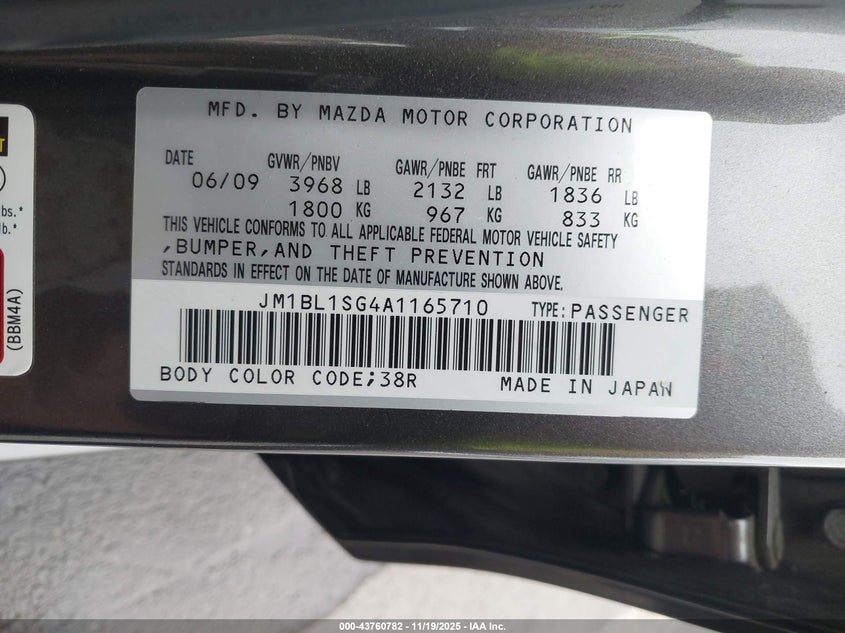 MFD. BY MAZDA MOTOR CORPORATION
DATE GVWR/PNBV GAWR/PNBE FRT GAWR/PNBE RR
06/09 3968 LB 2132 LB 1836 LB
1800 KG 967 KG 833 KG
THIS VEHICLE CONFORMS TO ALL APPLICABLE FEDERAL MOTOR VEHICLE SAFETY
,BUMPER,AND THEFT PREVENTION
STANDARDS IN EFFECT ON THE DATE OF MANUFACTURE SHOWN ABOVE.
JM1BL1SG4A1165710 TYPE:PASSENGER
BODY COLOR CODE;38R MADE IN JAPAN
lbs.*
lb.*
(BBM4A)
000-43760782 - 11/19/2025 - IAA Inc.